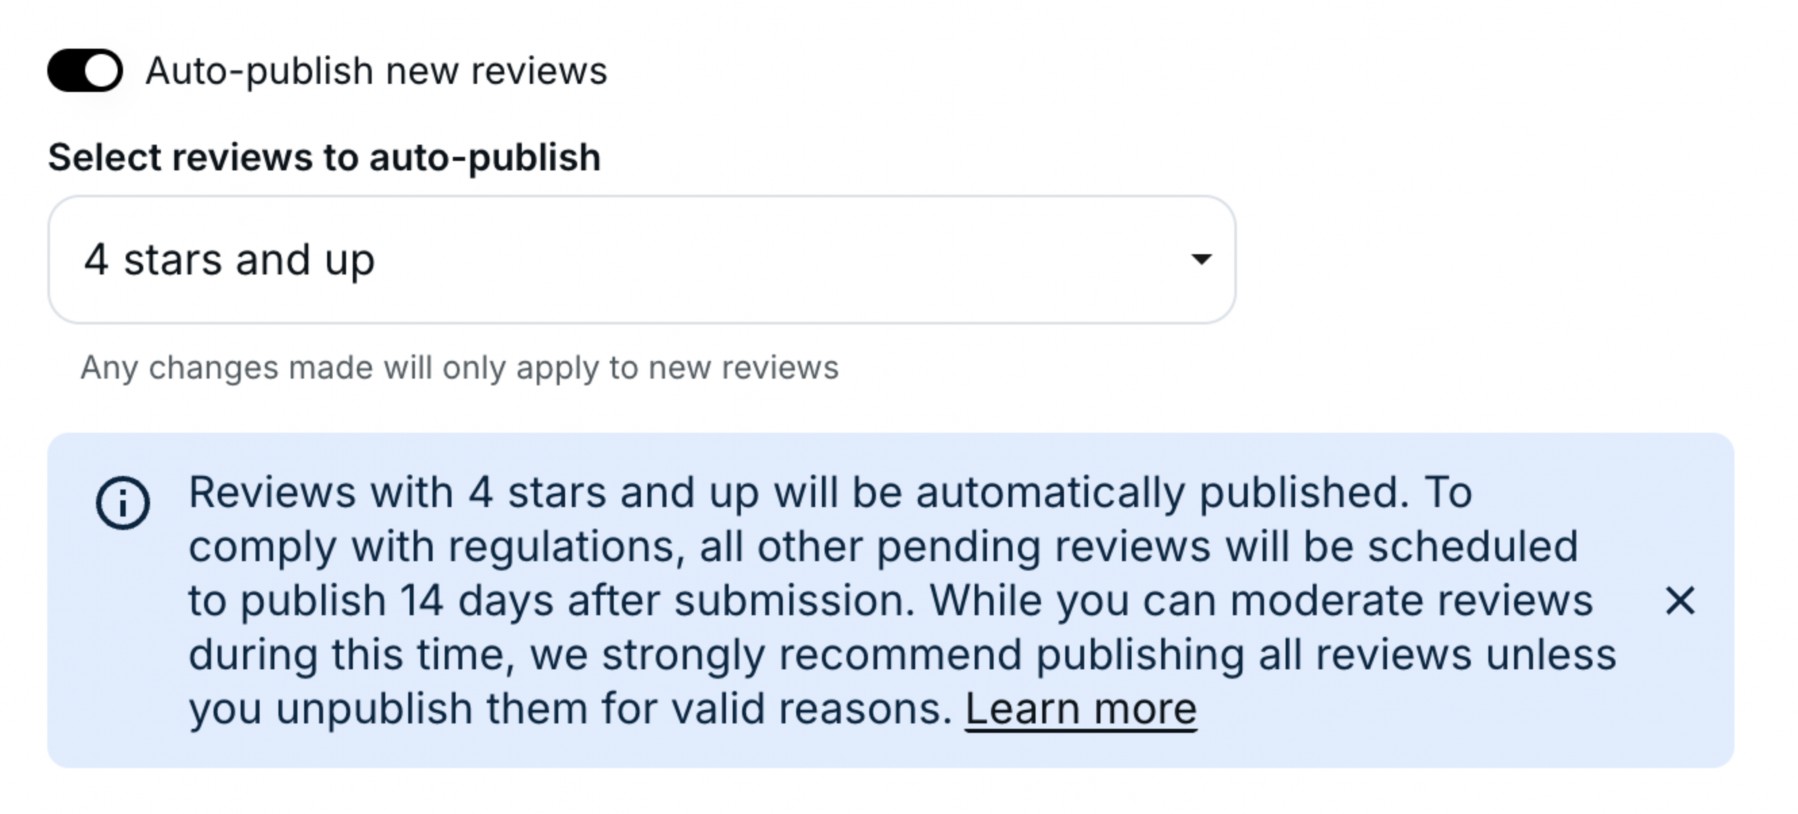 Auto-publish new reviews
Select reviews to auto-publish
4 stars and up
Any changes made will only apply to new reviews
Reviews with 4 stars and up will be automatically published. To
comply with regulations, all other pending reviews will be scheduled
to publish 14 days after submission. While you can moderate reviews
during this time, we strongly recommend publishing all reviews unless
you unpublish them for valid reasons. Learn more